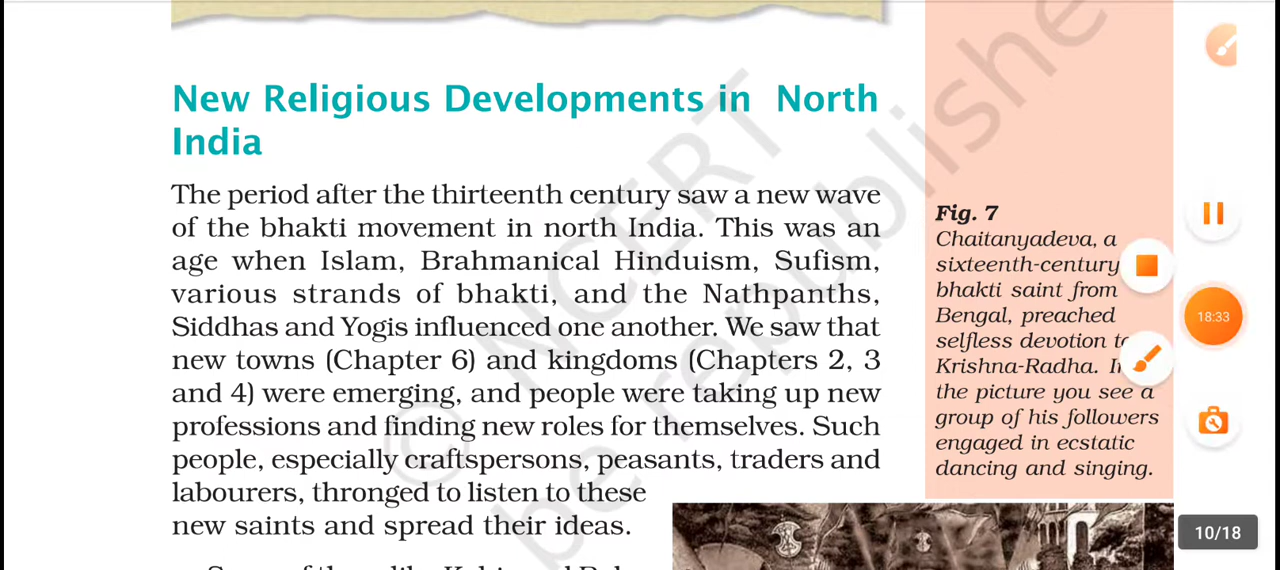 New Religious Developments in North
India
The period after the thirteenth century saw a new wave
of the bhakti movement in north India. This was an
age when Islam, Brahmanical Hinduism, Sufism,
various strands of bhakti, and the Nathpanths,
Siddhas and Yogis influenced one another. We saw that
new towns (Chapter 6) and kingdoms (Chapters 2, 3
and 4) were emerging, and people were taking up new
professions and finding new roles for themselves. Such
people, especially craftspersons, peasants, traders and
labourers, thronged to listen to these
new saints and spread their ideas.
Fig. 7
Chaitanyadeva, a
sixteenth-century
bhakti saint from
Bengal, preached
selfless devotion
Krishna-Radha.
the picture you see a
group of his followers
engaged in ecstatic
dancing and singing.
18:33
10/18
© NCERT
be republishe